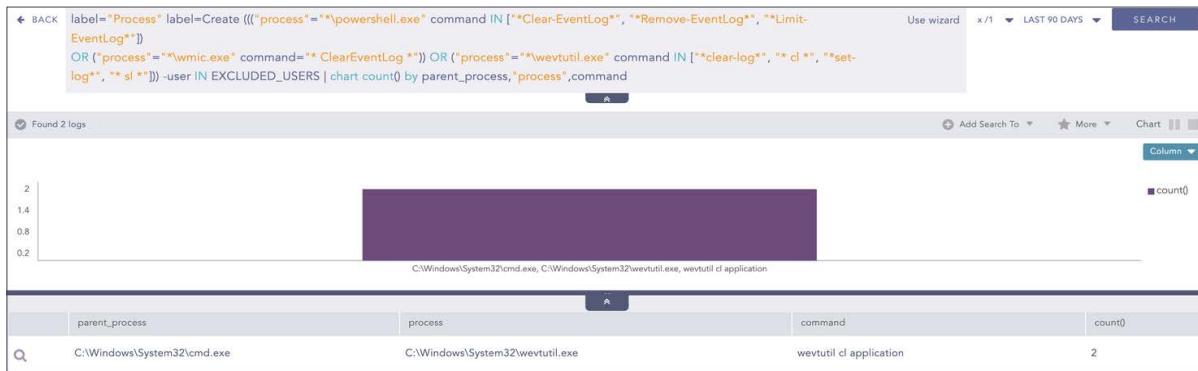 BACK
label="Process" label=Create ((("process"="*\powershell.exe" command IN ["*Clear-EventLog*", "*Remove-EventLog*", "*Limit-
EventLog*"])
OR ("process"="*\wmic.exe" command="* ClearEventLog *")) OR ("process"="*\wevtutil.exe" command IN ["*clear-log*", "* cl *", "*set-
log*", "* sl *"])) -user IN EXCLUDED_USERS | chart count() by parent_process,"process",command
Use wizard x /1 LAST 90 DAYS SEARCH
Found 2 logs Add Search To More Chart
Column
2
1.4
0.8
0.2
count()
C:\Windows\System32\cmd.exe, C:\Windows\System32\wevtutil.exe, wevtutil cl application
parent_process process command count()
C:\Windows\System32\cmd.exe C:\Windows\System32\wevtutil.exe wevtutil cl application 2